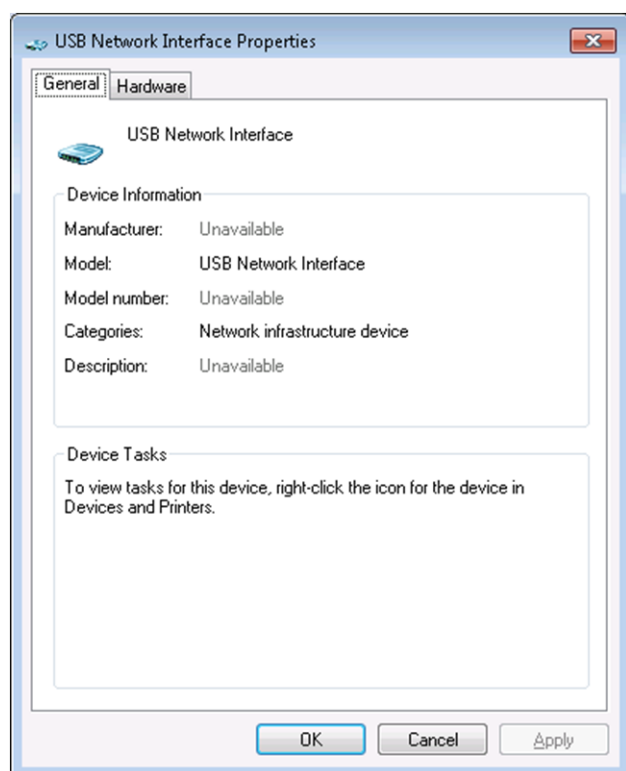 USB Network Interface Properties
General Hardware
USB Network Interface
Device Information
Manufacturer: Unavailable
Model: USB Network Interface
Model number: Unavailable
Categories: Network infrastructure device
Description: Unavailable
Device Tasks
To view tasks for this device, right-click the icon for the device in
Devices and Printers.
OK Cancel Apply